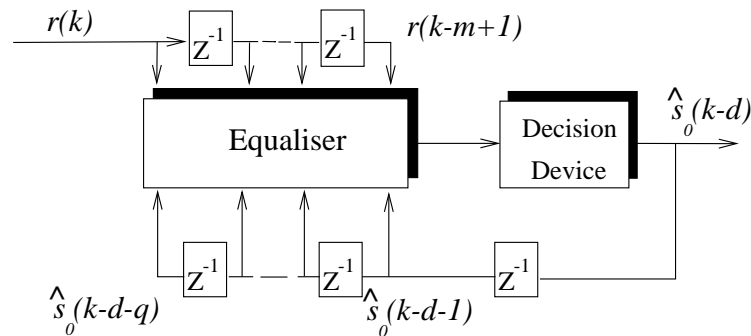 r(k)
Z⁻¹
Z⁻¹
r(k-m+1)
Equaliser
Decision
Device
ŝ₀(k-d)
Z⁻¹
Z⁻¹
Z⁻¹
ŝ₀(k-d-q)
ŝ₀(k-d-1)